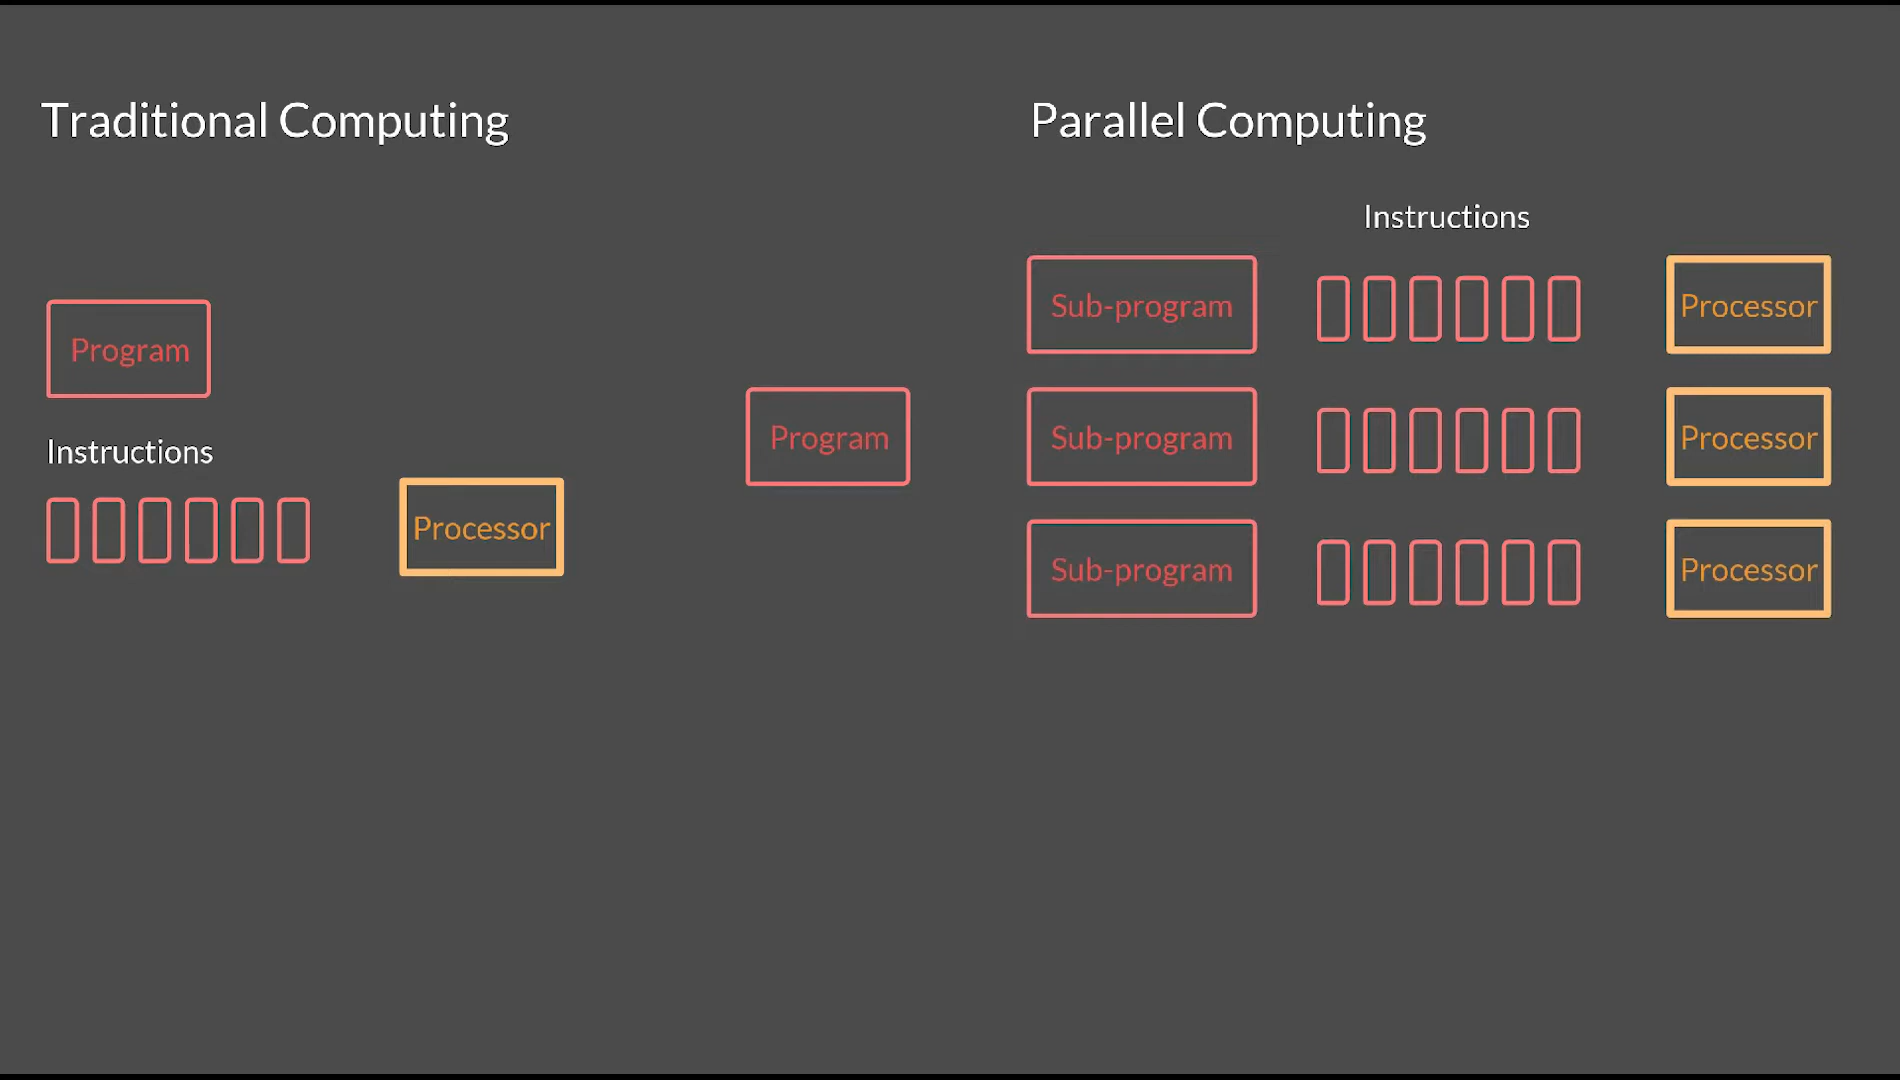 Traditional Computing
Program
Instructions
Processor
Parallel Computing
Instructions
Program
Sub-program
Processor
Sub-program
Processor
Sub-program
Processor